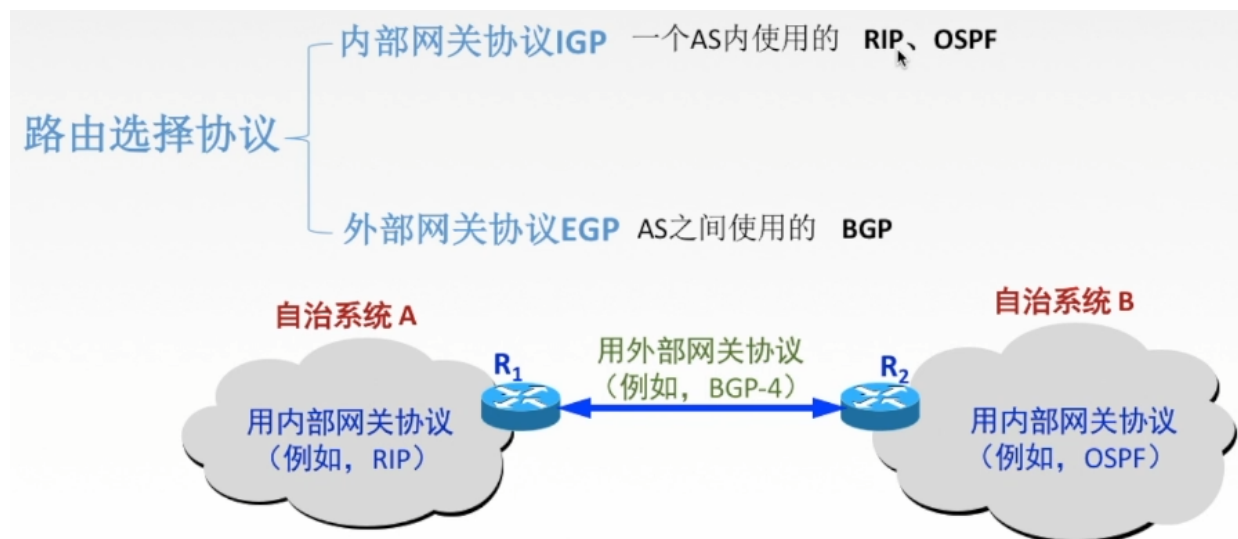 内部网关协议IGP 一个AS内使用的 RIP、OSPF
路由选择协议
外部网关协议EGP AS之间使用的 BGP
自治系统 A
自治系统 B
R1
用外部网关协议
（例如，BGP-4）
R2
用内部网关协议
（例如，RIP）
用内部网关协议
（例如，OSPF）